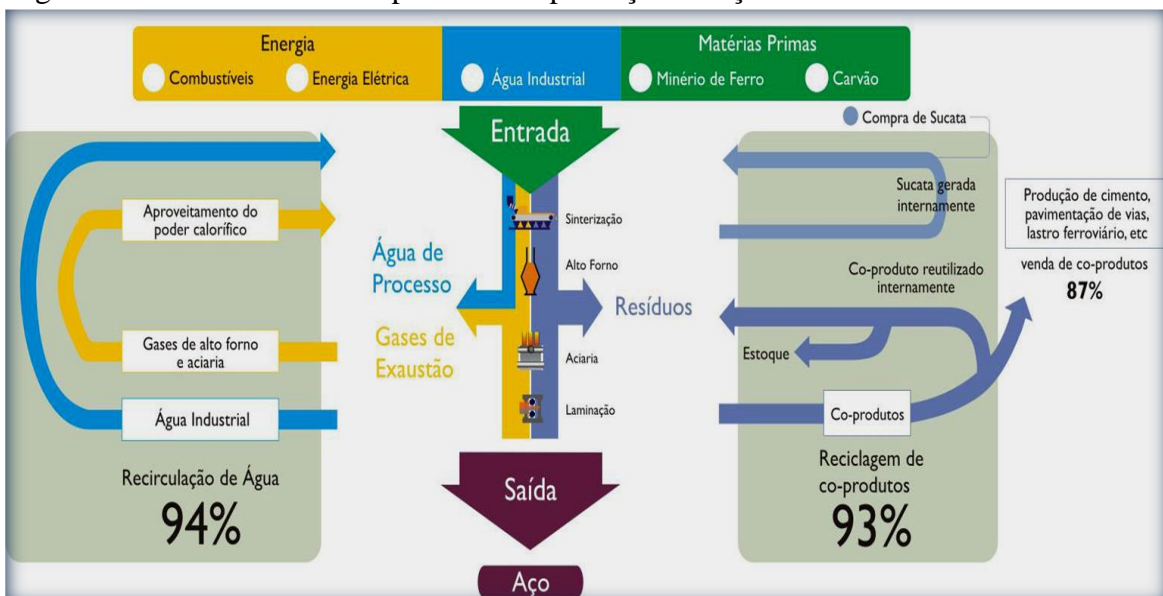 Energia
Combustíveis
Energia Elétrica
Água Industrial
Matérias Primas
Minério de Ferro
Carvão
Entrada
Sinterização
Alto Forno
Aciaria
Laminação
Água de
Processo
Gases de
Exaustão
Resíduos
Saída
Aço
Aproveitamento do
poder calorífico
Gases de alto forno
e aciaria
Água Industrial
Recirculação de Água
94%
Compra de Sucata
Sucata gerada
internamente
Co-produto reutilizado
internamente
Estoque
Co-produtos
Reciclagem de
co-produtos
93%
Produção de cimento,
pavimentação de vias,
lastro ferroviário, etc
venda de co-produtos
87%